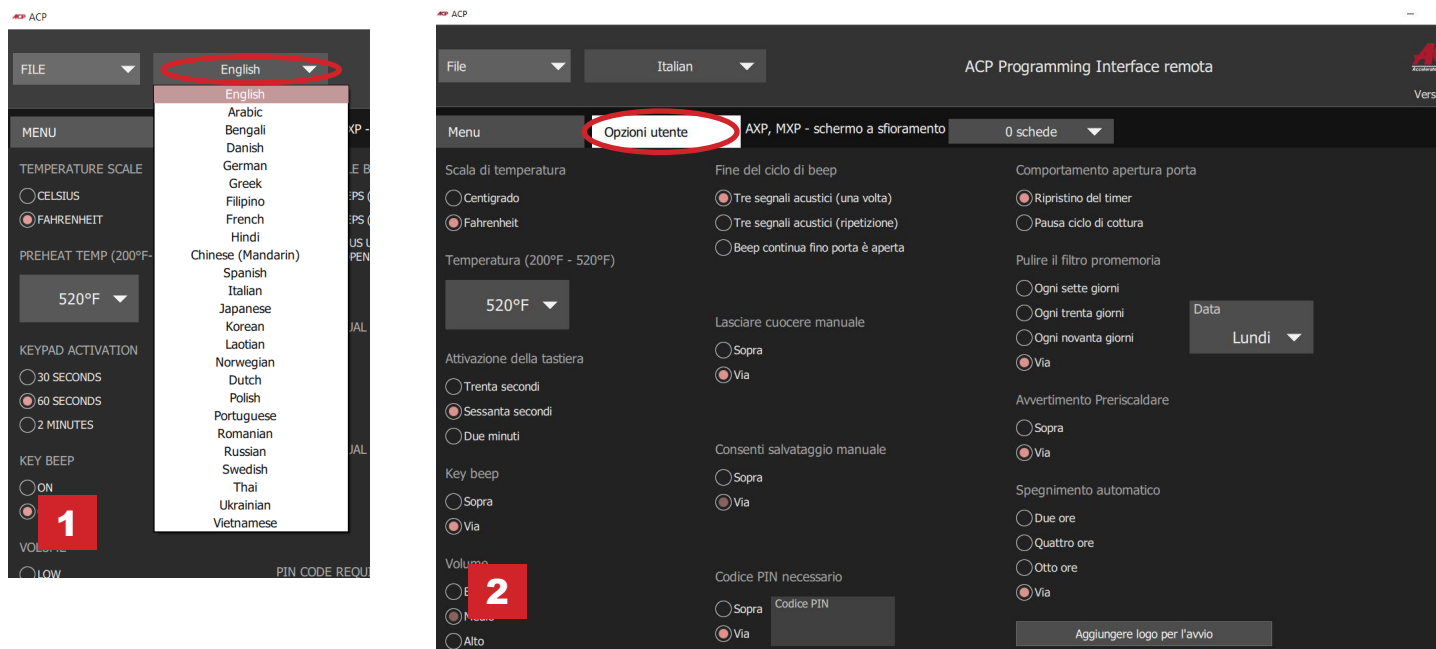 ACP
FILE
English
English
Arabic
Bengali
Danish
German
Greek
Filipino
French
Hindi
Chinese (Mandarin)
Spanish
Italian
Japanese
Korean
Laotian
Norwegian
Dutch
Polish
Portuguese
Romanian
Russian
Swedish
Thai
Ukrainian
Vietnamese
MENU
TEMPERATURE SCALE
CELSIUS
FAHRENHEIT
PREHEAT TEMP (200°F-
520°F
KEYPAD ACTIVATION
30 SECONDS
60 SECONDS
2 MINUTES
KEY BEEP
ON
1
VOLUME
LOW
PIN CODE REQU
ACP
File
Italian
ACP Programming Interface remota
Vers
Menu
Opzioni utente
AXP, MXP - schermo a sfioramento
0 schede
Scala di temperatura
Centigrado
Fahrenheit
Temperatura (200°F - 520°F)
520°F
Attivazione della tastiera
Trenta secondi
Sessanta secondi
Due minuti
Key beep
Sopra
Via
Volume
2
Medio
Alto
Fine del ciclo di beep
Tre segnali acustici (una volta)
Tre segnali acustici (ripetizione)
Beep continua fino porta è aperta
Lasciare cuocere manuale
Sopra
Via
Consenti salvataggio manuale
Sopra
Via
Codice PIN necessario
Sopra
Via
Codice PIN
Comportamento apertura porta
Ripristino del timer
Pausa ciclo di cottura
Pulire il filtro promemoria
Ogni sette giorni
Ogni trenta giorni
Ogni novanta giorni
Via
Data
Lundi
Avvertimento Preriscaldare
Sopra
Via
Spegnimento automatico
Due ore
Quattro ore
Otto ore
Via
Aggiungere logo per l'avvio